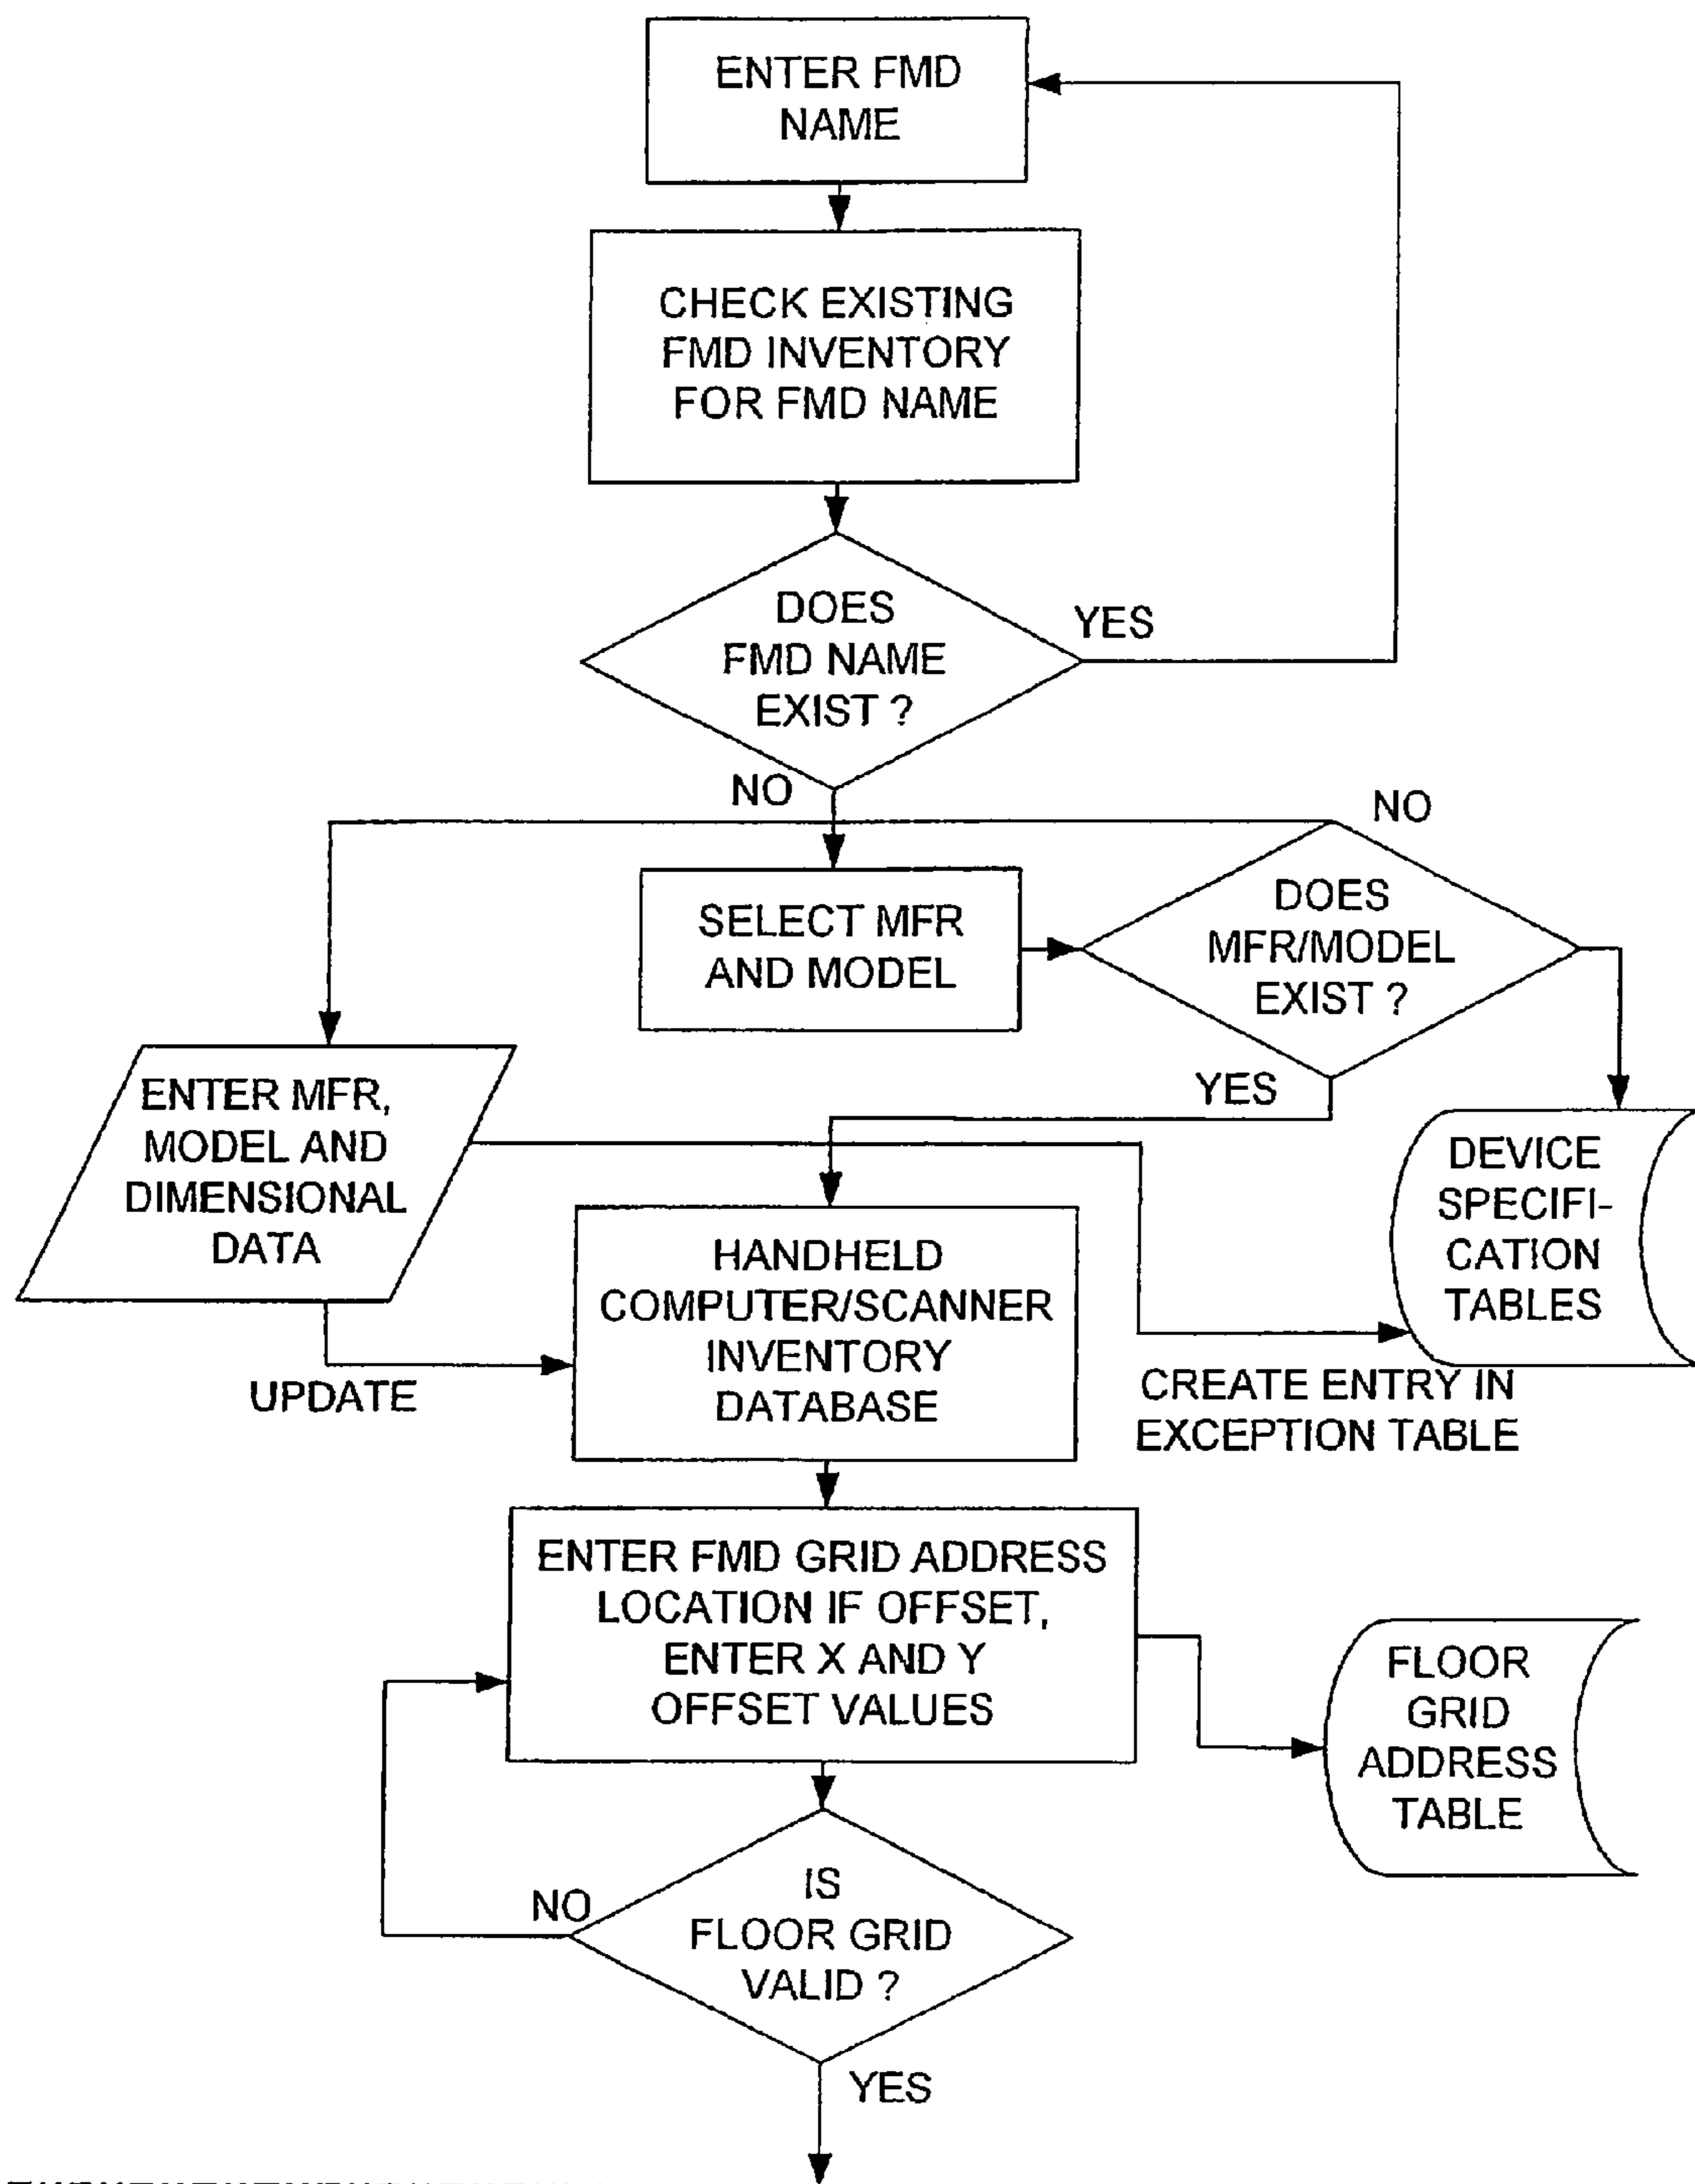 ENTER FMD
NAME
CHECK EXISTING
FMD INVENTORY
FOR FMD NAME
DOES
FMD NAME
EXIST ?
YES
NO
NO
SELECT MFR
AND MODEL
DOES
MFR/MODEL
EXIST ?
YES
ENTER MFR,
MODEL AND
DIMENSIONAL
DATA
DEVICE
SPECIFI-
CATION
TABLES
HANDHELD
COMPUTER/SCANNER
INVENTORY
DATABASE
UPDATE
CREATE ENTRY IN
EXCEPTION TABLE
ENTER FMD GRID ADDRESS
LOCATION IF OFFSET,
ENTER X AND Y
OFFSET VALUES
FLOOR
GRID
ADDRESS
TABLE
IS
FLOOR GRID
VALID ?
NO
YES